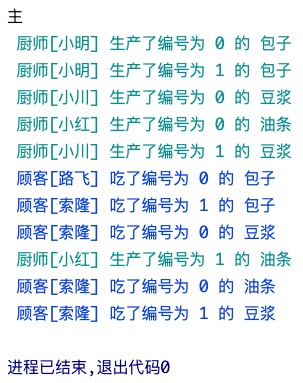 主
厨师[小明] 生产了编号为 0 的 包子
厨师[小明] 生产了编号为 1 的 包子
厨师[小川] 生产了编号为 0 的 豆浆
厨师[小红] 生产了编号为 0 的 油条
厨师[小川] 生产了编号为 1 的 豆浆
顾客[路飞] 吃了编号为 0 的 包子
顾客[索隆] 吃了编号为 1 的 包子
顾客[索隆] 吃了编号为 0 的 豆浆
厨师[小红] 生产了编号为 1 的 油条
顾客[索隆] 吃了编号为 0 的 油条
顾客[索隆] 吃了编号为 1 的 豆浆
进程已结束,退出代码0